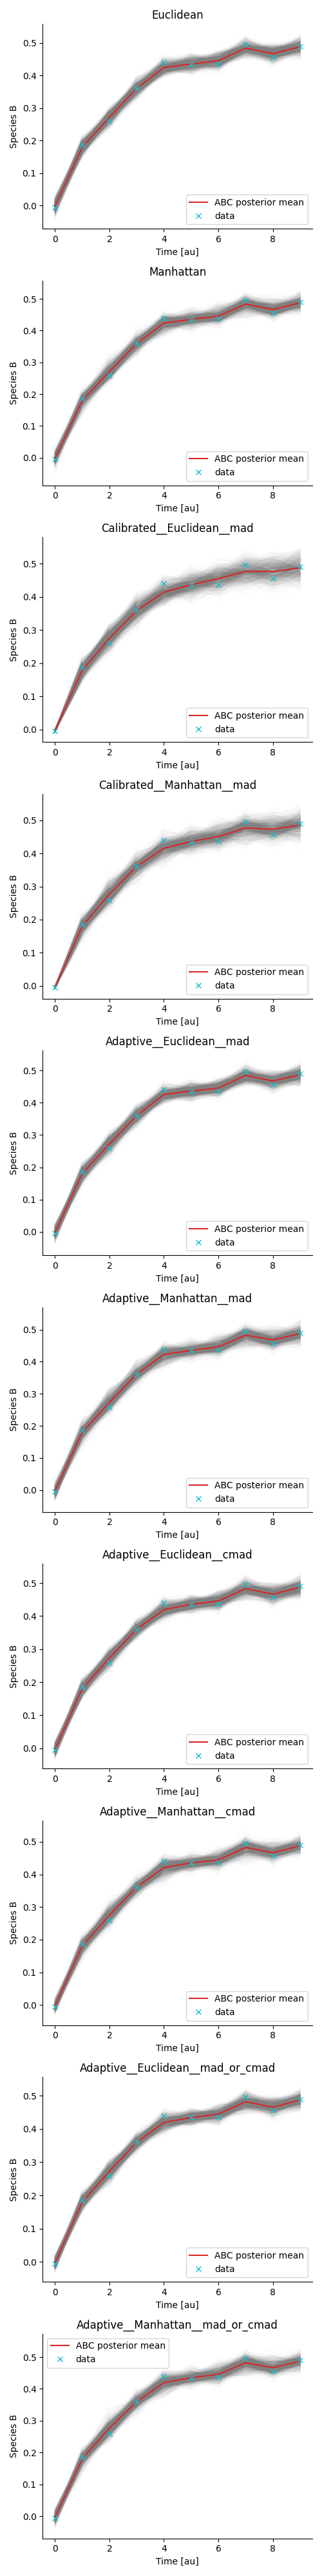 Euclidean
0.5
0.4
0.3
0.2
0.1
0.0
Species B
ABC posterior mean
data
0 2 4 6 8
Time [au]
Manhattan
0.5
0.4
0.3
0.2
0.1
0.0
Species B
ABC posterior mean
data
0 2 4 6 8
Time [au]
Calibrated__Euclidean__mad
0.5
0.4
0.3
0.2
0.1
0.0
Species B
ABC posterior mean
data
0 2 4 6 8
Time [au]
Calibrated__Manhattan__mad
0.5
0.4
0.3
0.2
0.1
0.0
Species B
ABC posterior mean
data
0 2 4 6 8
Time [au]
Adaptive__Euclidean__mad
0.5
0.4
0.3
0.2
0.1
0.0
Species B
ABC posterior mean
data
0 2 4 6 8
Time [au]
Adaptive__Manhattan__mad
0.5
0.4
0.3
0.2
0.1
0.0
Species B
ABC posterior mean
data
0 2 4 6 8
Time [au]
Adaptive__Euclidean__cmad
0.5
0.4
0.3
0.2
0.1
0.0
Species B
ABC posterior mean
data
0 2 4 6 8
Time [au]
Adaptive__Manhattan__cmad
0.5
0.4
0.3
0.2
0.1
0.0
Species B
ABC posterior mean
data
0 2 4 6 8
Time [au]
Adaptive__Euclidean__mad_or_cmad
0.5
0.4
0.3
0.2
0.1
0.0
Species B
ABC posterior mean
data
0 2 4 6 8
Time [au]
Adaptive__Manhattan__mad_or_cmad
ABC posterior mean
data
0.5
0.4
0.3
0.2
0.1
0.0
Species B
0 2 4 6 8
Time [au]